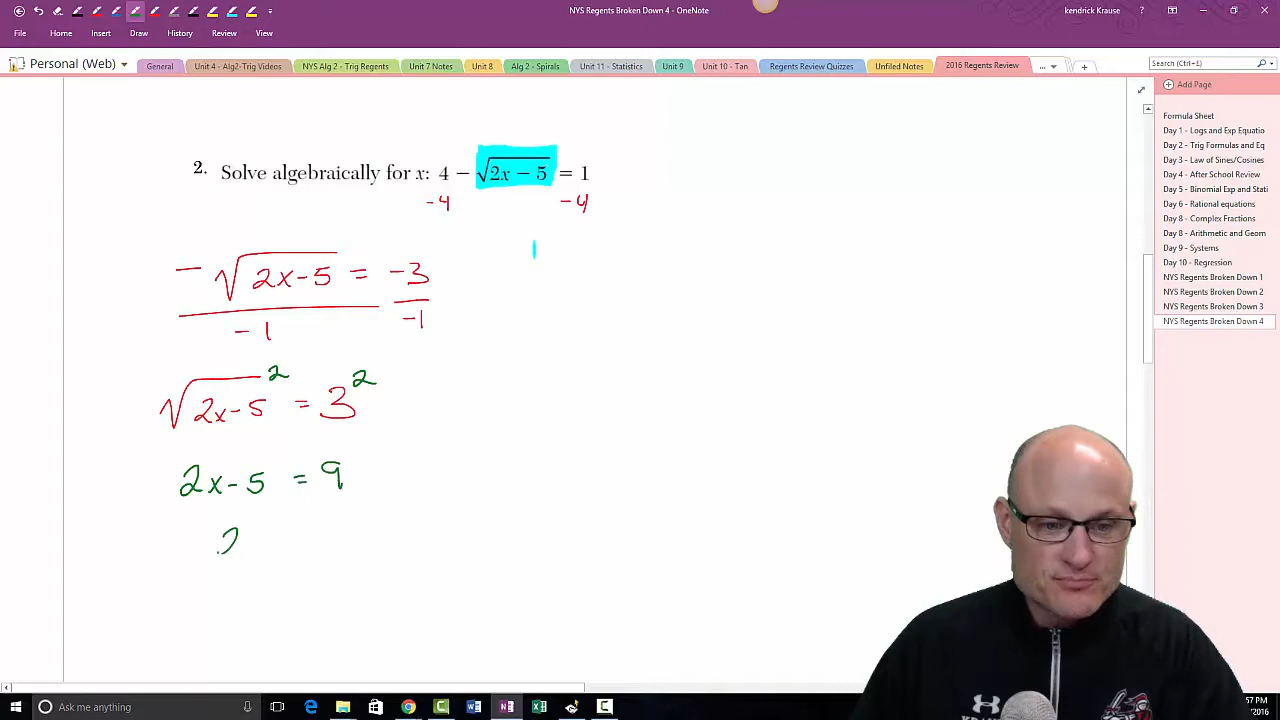 NYS Regents Broken Down 4 - OneNote
kendrick Krause
?
File Home Insert Draw History Review View
Personal (Web)
General
Unit 4 - Alg2-Trig Videos
NYS Alg 2 - Trig Regents
Unit 7 Notes
Unit 8
Alg 2 - Spirals
Unit 11 - Statistics
Unit 9
Unit 10 - Tan
Regents Review Quizzes
Unfiled Notes
2016 Regents Review
...
Search (Ctrl+E)
Add Page
Formula Sheet
Day 1 - Logs and Exp Equatio
Day 2 - Trig Formulas and Eq
Day 3 - Law of Sines/Cosines
Day 4 - After School Review
Day 5 - Binomial Exp and Stati
Day 6 - Rational equations
Day 8 - Complex Fractions
Day 8 - Arithmetic and Geom
Day 9 - Systems
Day 10 - Regression
NYS Regents Broken Down 1
NYS Regents Broken Down 2
NYS Regents Broken Down 3
NYS Regents Broken Down 4
2. Solve algebraically for x: 4 − √(2x − 5) = 1
-4 -4
- √(2x-5) = -3
-1 -1
√(2x-5)² = 3²
2x-5 = 9
2
Ask me anything
:57 PM
/2016